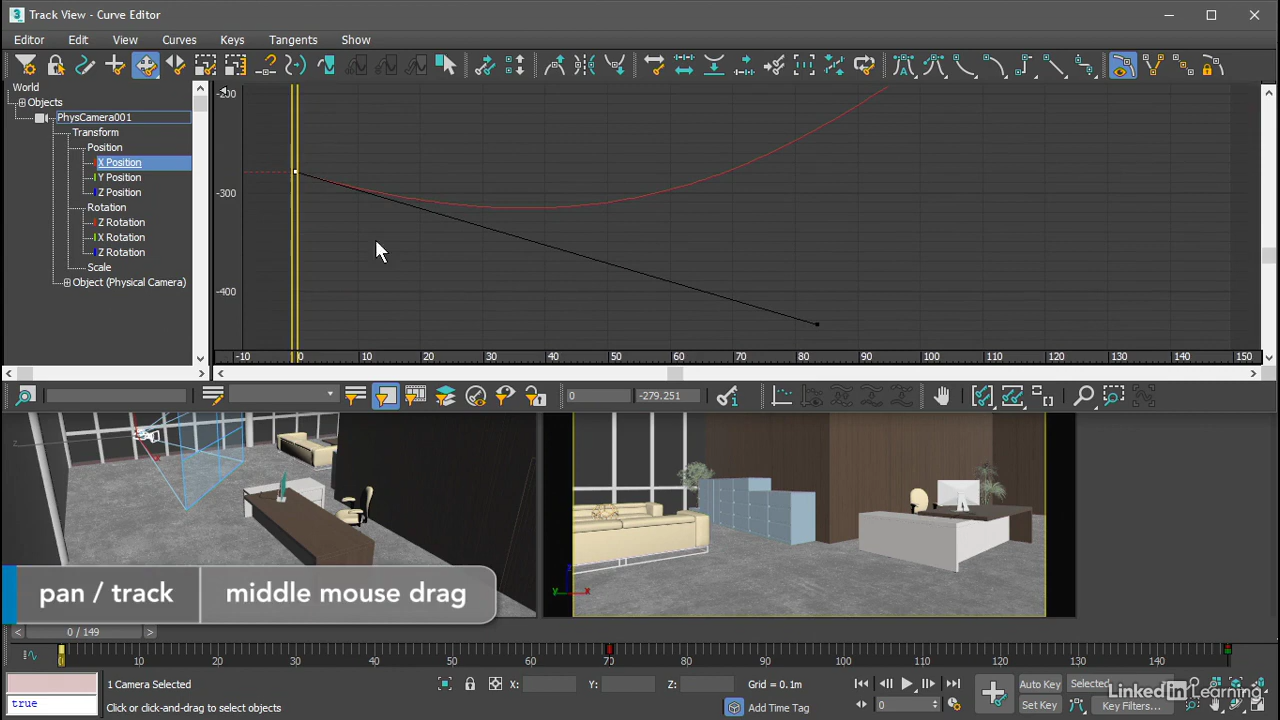 Track View - Curve Editor
Editor Edit View Curves Keys Tangents Show
World
Objects
PhysCamera001
Transform
Position
X Position
Y Position
Z Position
Rotation
Z Rotation
X Rotation
Z Rotation
Scale
Object (Physical Camera)
-200
-300
-400
-10 0 10 20 30 40 50 60 70 80 90 100 110 120 130 140 150
0 -279.251
z
z
y x
pan / track middle mouse drag
< 0 / 149 >
0 10 20 30 40 50 60 70 80 90 100 110 120 130 140
1 Camera Selected X: Y: Z: Grid = 0.1m Auto Key Selected
true Click or click-and-drag to select objects Add Time Tag 0 Set Key Key Filters...
LinkedIn Learning